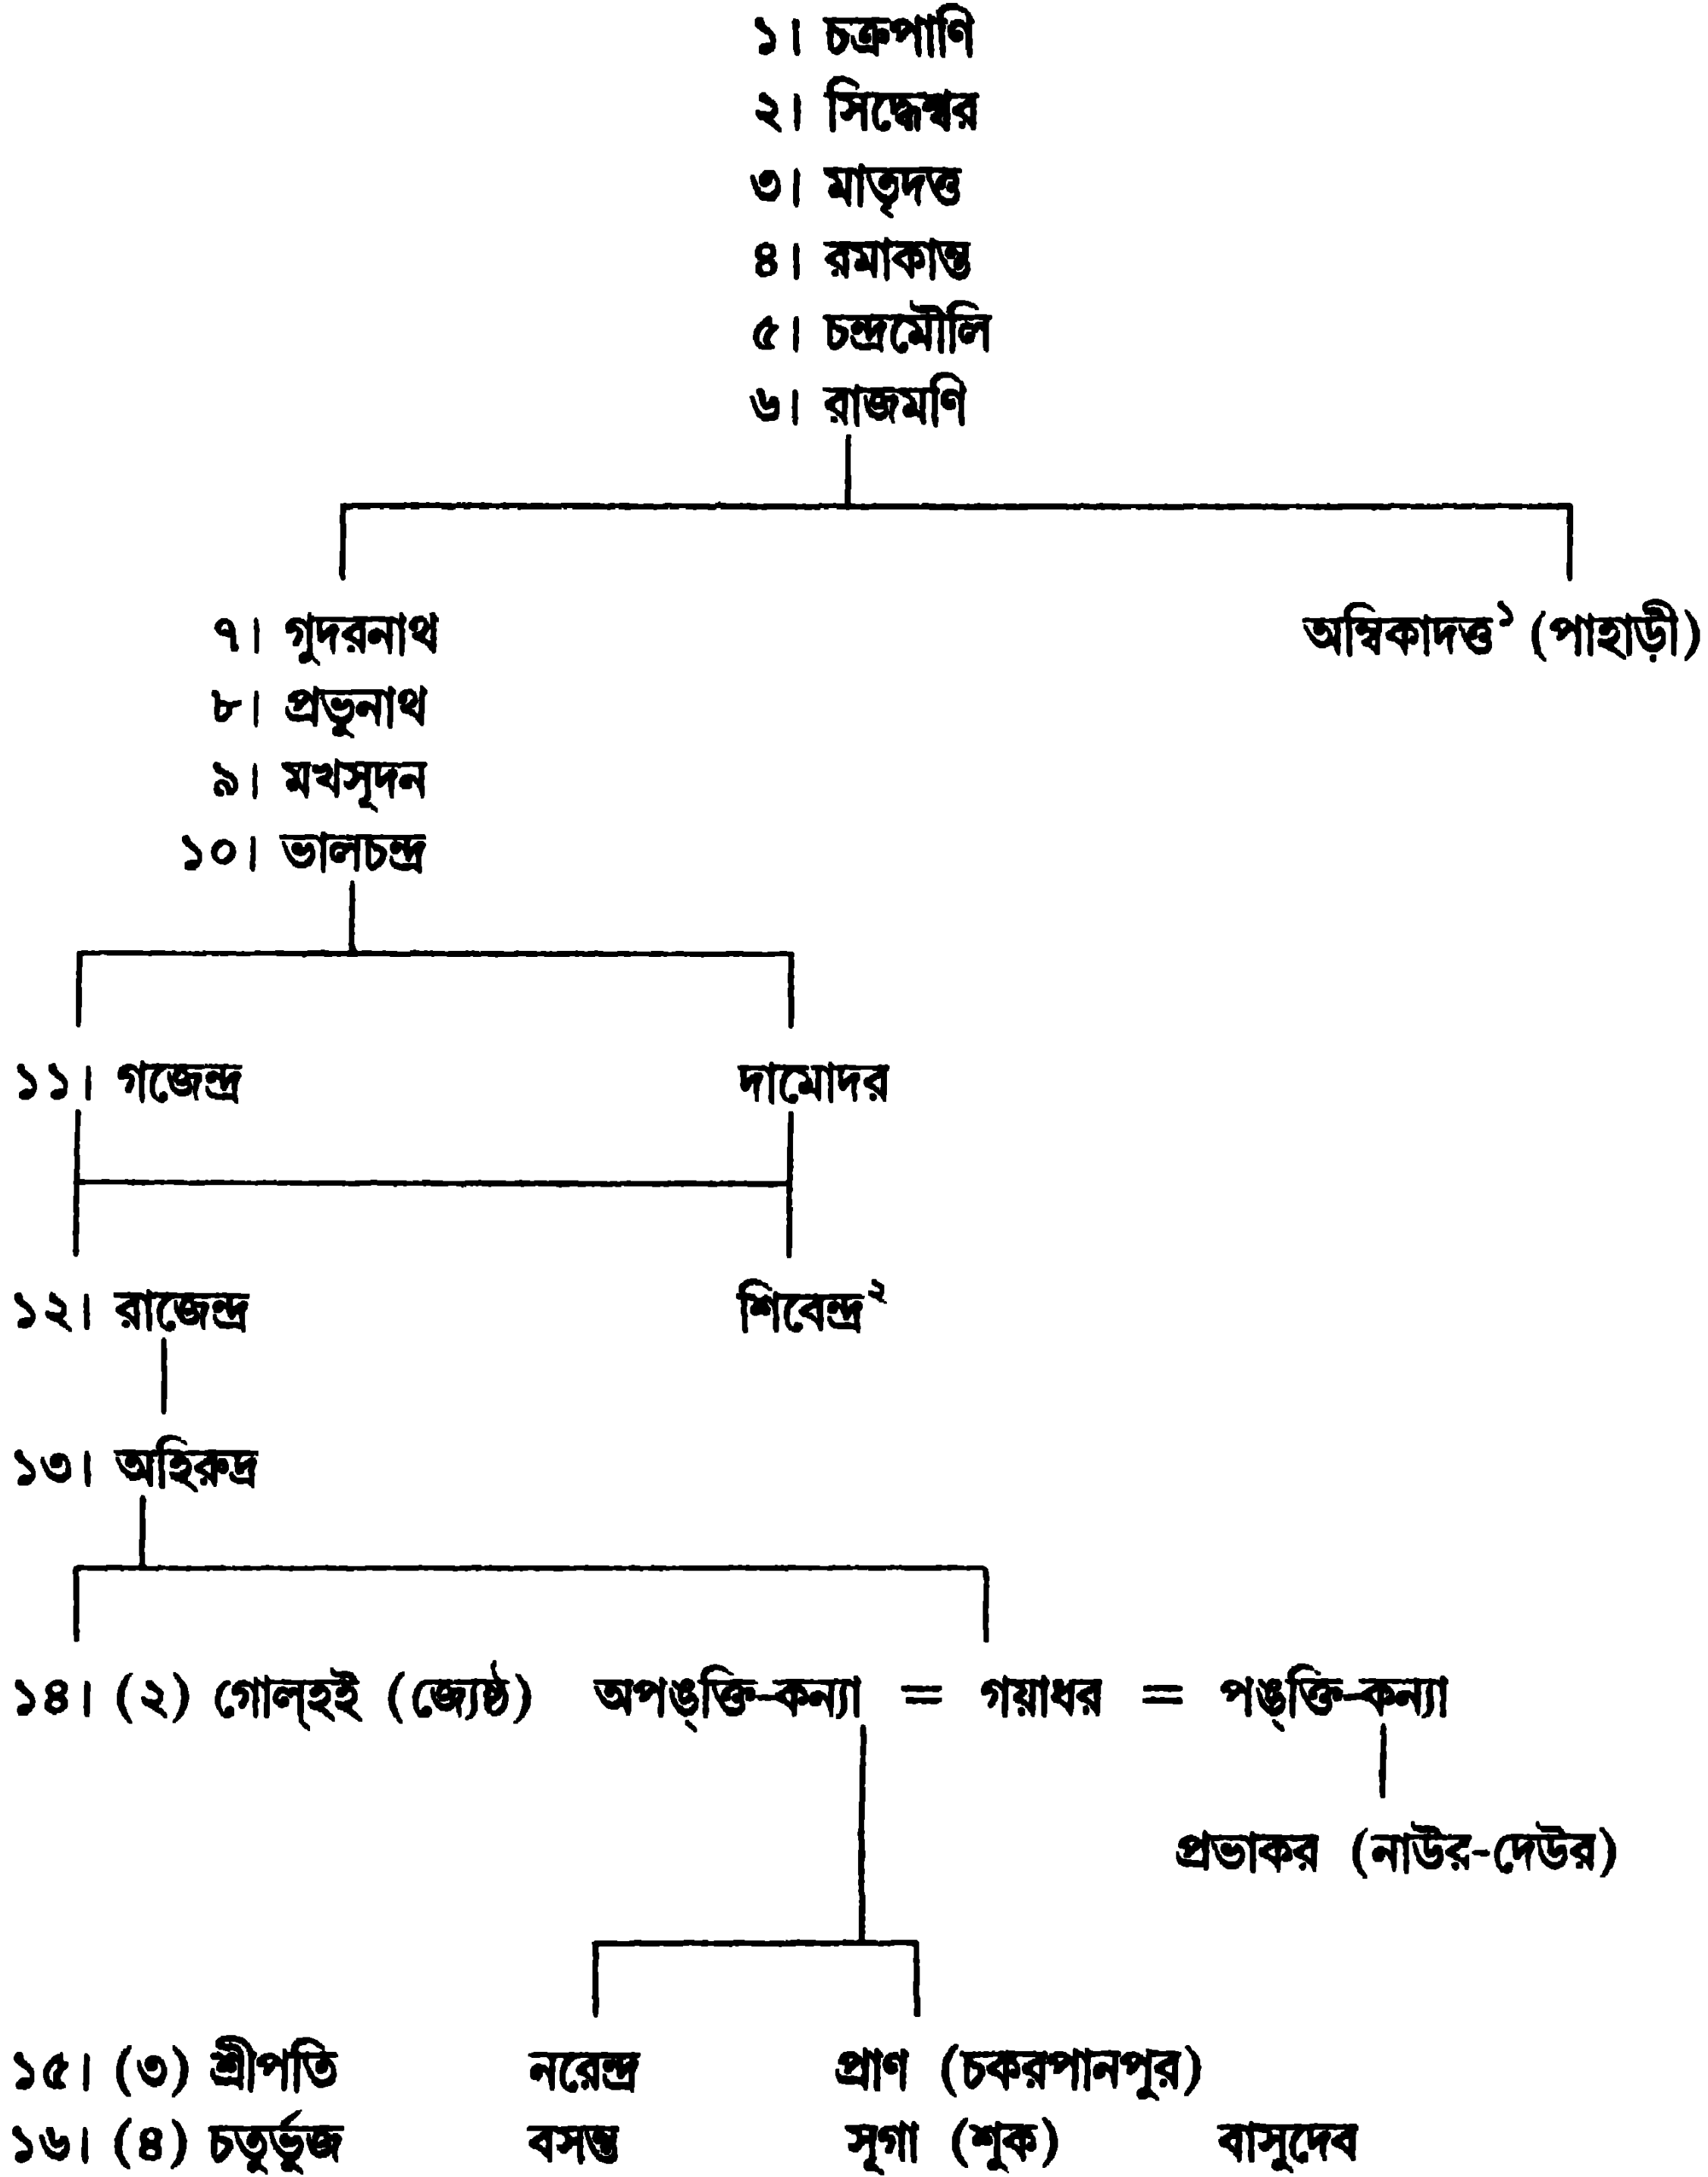 ১। চক্রপাণি
২। সিদ্ধেশ্বর
৩। মাতৃদত্ত
৪। রমাকান্ত
৫। চন্দ্রমৌলি
৬। রাজমণি
৭। গুদরনাথ অম্বিকাদত্ত১ (পাহাড়ী)
৮। প্রভুনাথ
৯। মখসূদন
১০। ভালচন্দ্র
১১। গজেন্দ্র দামোদর
১২। রাজেন্দ্র শিবেন্দ্র২
১৩। অহিরুদ্র
১৪। (২) গোল্‌হই (জ্যেষ্ঠ) অপঙ্‌ক্তি-কন্যা = গয়াধর = পঙ্‌ক্তি-কন্যা
প্রভাকর (নাউর-দেউর)
১৫। (৩) শ্রীপতি নরেন্দ্র প্রাণ (চকরপানপুর)
১৬। (৪) চতুর্ভুজ বসন্ত সূগা (শুক) বাসুদেব